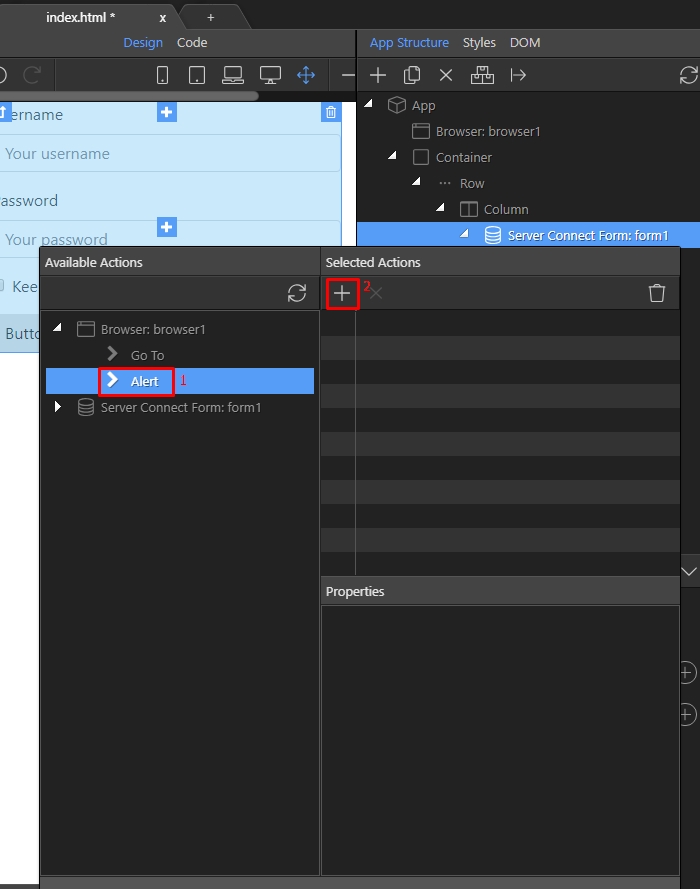 index.html *
x
+
Design
Code
App Structure
Styles
DOM
ername
Your username
assword
Your password
Kee
Butto
App
Browser: browser1
Container
Row
Column
Server Connect Form: form1
Available Actions
Selected Actions
2
Browser: browser1
Go To
Alert
1
Server Connect Form: form1
Properties